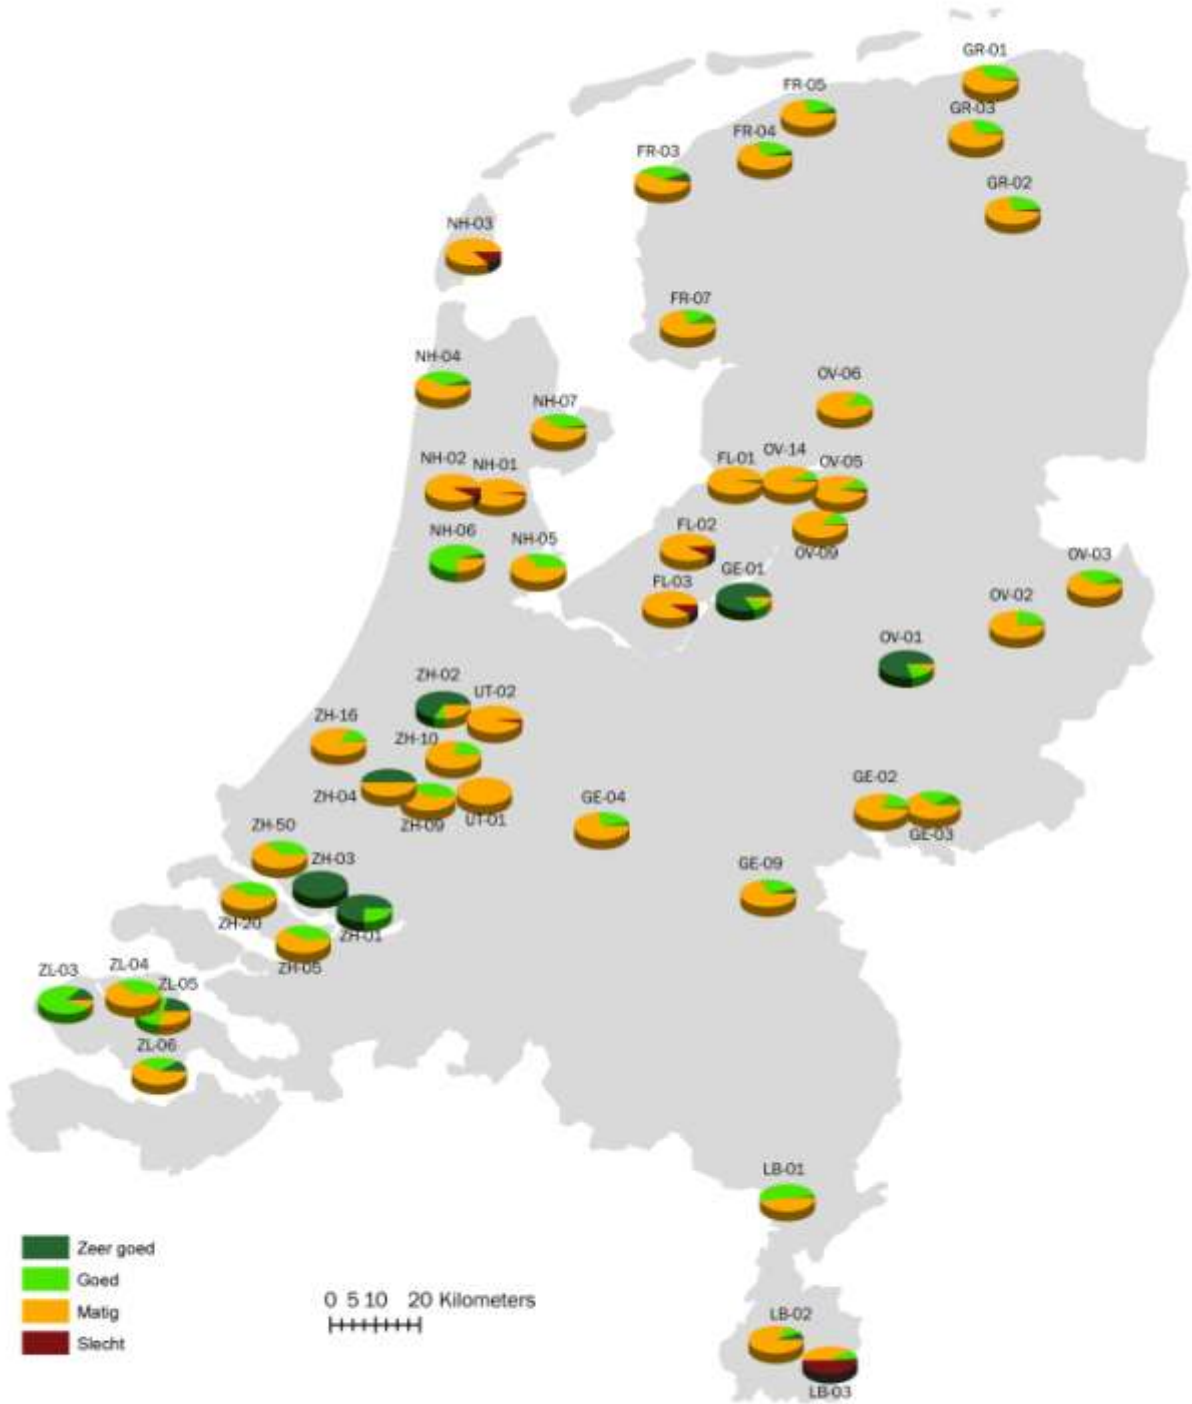 GR-01
FR-05
GR-03
FR-04
FR-03
GR-02
NH-03
FR-07
NH-04
OV-06
NH-07
NH-02
NH-01
FL-01
OV-14
OV-05
NH-06
NH-05
FL-02
OV-09
OV-03
FL-03
GE-01
OV-02
OV-01
ZH-02
UT-02
ZH-16
ZH-10
ZH-04
ZH-09
UT-01
GE-04
GE-02
GE-03
ZH-50
ZH-03
GE-09
ZH-20
ZH-01
ZH-05
ZL-03
ZL-04
ZL-05
ZL-06
LB-01
Zeer goed
Goed
Matig
Slecht
0 5 10 20 Kilometers
LB-02
LB-03